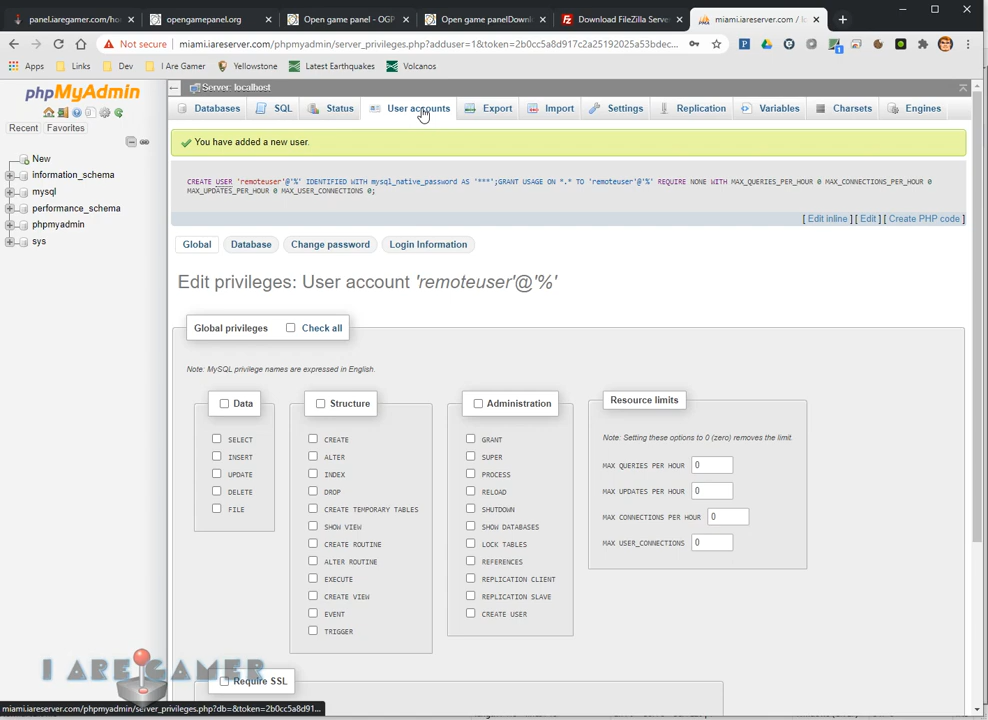 panel.iaregamer.com/ho
opengamepanel.org
Open game panel - OGP
Open game panelDownl
Download FileZilla Serve
miami.iareserver.com / lo
Not secure
miami.iareserver.com/phpmyadmin/server_privileges.php?adduser=1&token=2b0cc5a8d917c2a25192025a53bdec...
Apps
Links
Dev
I Are Gamer
Yellowstone
Latest Earthquakes
Volcanos
phpMyAdmin
Recent
Favorites
New
information_schema
mysql
performance_schema
phpmyadmin
sys
Server: localhost
Databases
SQL
Status
User accounts
Export
Import
Settings
Replication
Variables
Charsets
Engines
You have added a new user.
CREATE USER 'remoteuser'@'%' IDENTIFIED WITH mysql_native_password AS '***';GRANT USAGE ON *.* TO 'remoteuser'@'%' REQUIRE NONE WITH MAX_QUERIES_PER_HOUR 0 MAX_CONNECTIONS_PER_HOUR 0
MAX_UPDATES_PER_HOUR 0 MAX_USER_CONNECTIONS 0;
[ Edit inline ] [ Edit ] [ Create PHP code ]
Global
Database
Change password
Login Information
Edit privileges: User account 'remoteuser'@'%'
Global privileges
Check all
Note: MySQL privilege names are expressed in English.
Data
SELECT
INSERT
UPDATE
DELETE
FILE
Structure
CREATE
ALTER
INDEX
DROP
CREATE TEMPORARY TABLES
SHOW VIEW
CREATE ROUTINE
ALTER ROUTINE
EXECUTE
CREATE VIEW
EVENT
TRIGGER
Administration
GRANT
SUPER
PROCESS
RELOAD
SHUTDOWN
SHOW DATABASES
LOCK TABLES
REFERENCES
REPLICATION CLIENT
REPLICATION SLAVE
CREATE USER
Resource limits
Note: Setting these options to 0 (zero) removes the limit.
MAX QUERIES PER HOUR 0
MAX UPDATES PER HOUR 0
MAX CONNECTIONS PER HOUR 0
MAX USER_CONNECTIONS 0
Require SSL
I ARE GAMER
miami.iareserver.com/phpmyadmin/server_privileges.php?db=&token=2b0cc5a8d91...